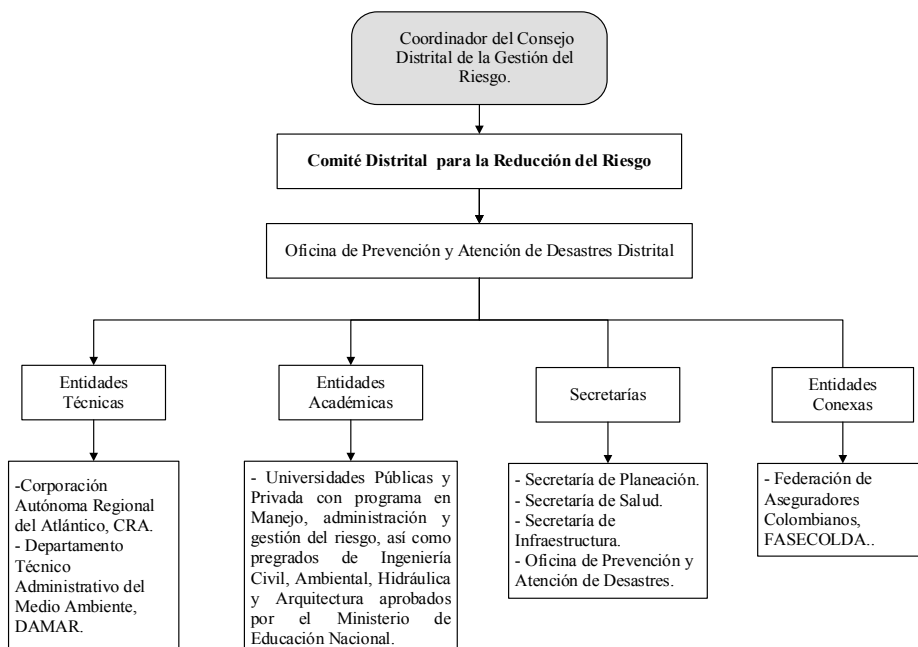 Coordinador del Consejo
Distrital de la Gestión del
Riesgo.
Comité Distrital para la Reducción del Riesgo
Oficina de Prevención y Atención de Desastres Distrital
Entidades
Técnicas
Entidades
Académicas
Secretarías
Entidades
Conexas
-Corporación
Autónoma Regional
del Atlántico, CRA.
- Departamento
Técnico
Administrativo del
Medio Ambiente,
DAMAR.
- Universidades Públicas y
Privada con programa en
Manejo, administración y
gestión del riesgo, así como
pregrados de Ingeniería
Civil, Ambiental, Hidráulica
y Arquitectura aprobados
por el Ministerio de
Educación Nacional.
- Secretaría de Planeación.
- Secretaría de Salud.
- Secretaría de
Infraestructura.
- Oficina de Prevención y
Atención de Desastres.
- Federación de
Aseguradores
Colombianos,
FASECOLDA..